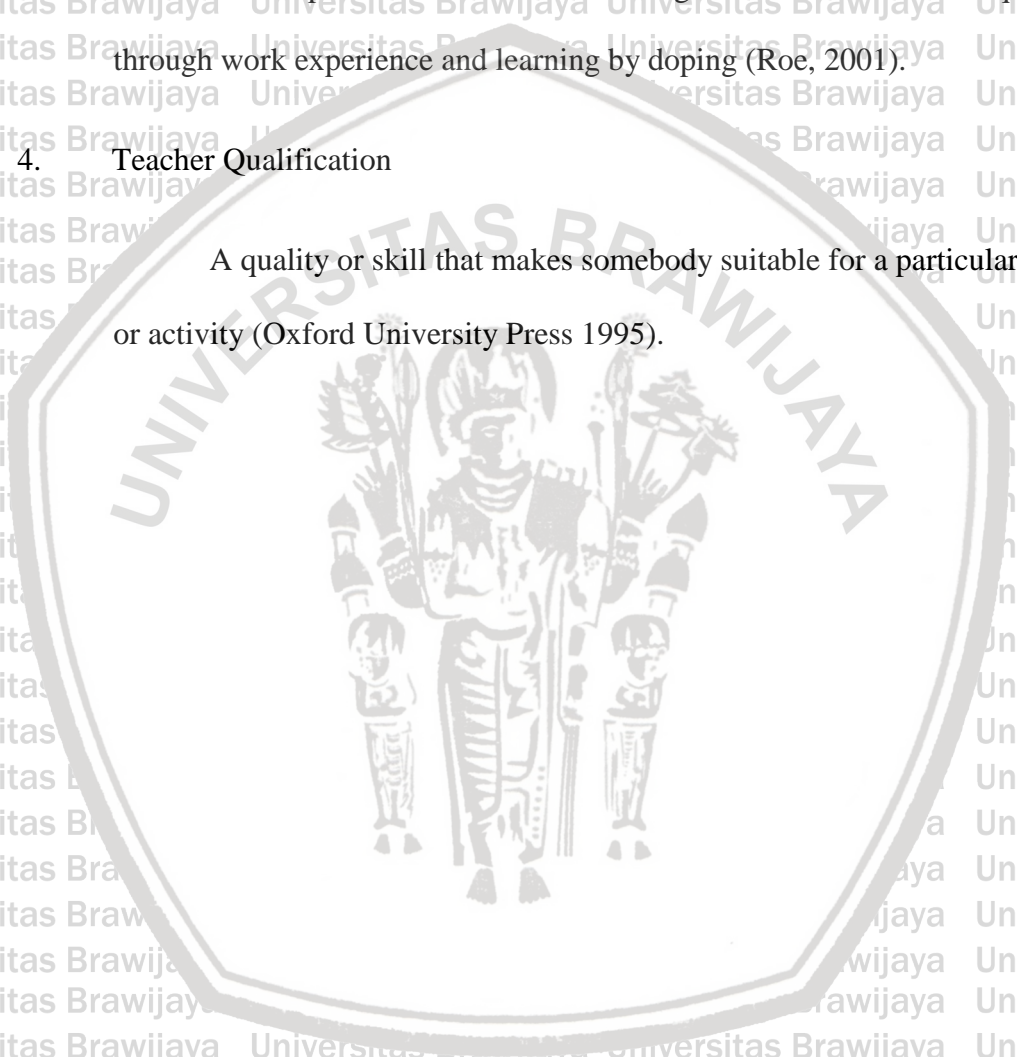 through work experience and learning by doping (Roe, 2001).
4. Teacher Qualification
A quality or skill that makes somebody suitable for a particular
or activity (Oxford University Press 1995).
UNIVERSITAS BRAWIJAYA